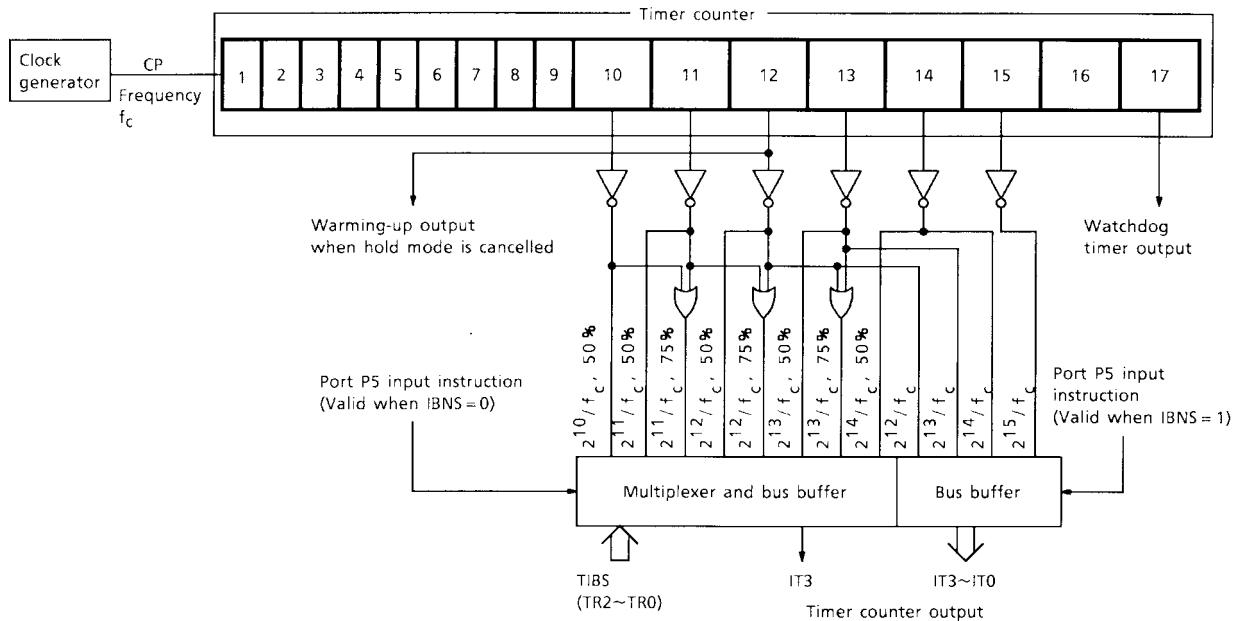 Timer counter
Clock
generator
CP
Frequency
fc
1 2 3 4 5 6 7 8 9 10 11 12 13 14 15 16 17
Warming-up output
when hold mode is cancelled
Watchdog
timer output
2^10/fc, 50%
2^11/fc, 50%
2^11/fc, 75%
2^12/fc, 50%
2^12/fc, 75%
2^13/fc, 50%
2^13/fc, 75%
2^14/fc, 50%
2^12/fc
2^13/fc
2^14/fc
2^15/fc
Port P5 input instruction
(Valid when IBNS=0)
Port P5 input
instruction
(Valid when IBNS=1)
Multiplexer and bus buffer
Bus buffer
TIBS
(TR2~TR0)
IT3
IT3~IT0
Timer counter output